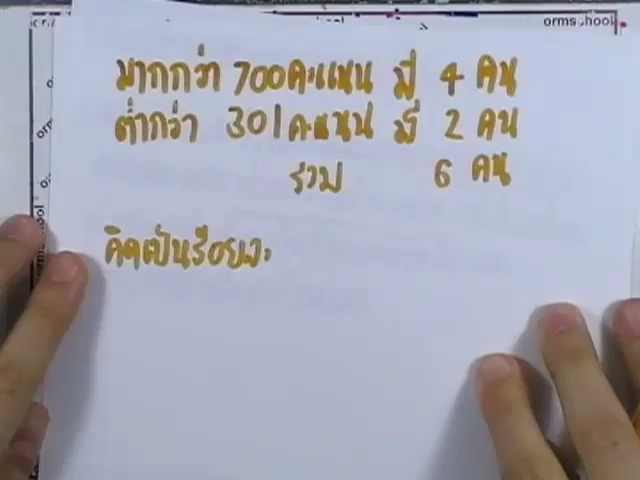 ormschool
มากกว่า 700 คะแนน มี 4 คน
ต่ำกว่า 301 คะแนน มี 2 คน
รวม 6 คน
คิดเป็นร้อยละ